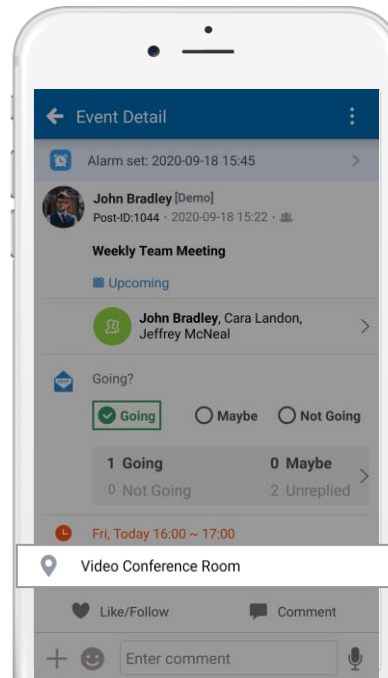 Event Detail
Alarm set: 2020-09-18 15:45
John Bradley [Demo]
Post-ID:1044 · 2020-09-18 15:22 ·
Weekly Team Meeting
Upcoming
John Bradley, Cara Landon,
Jeffrey McNeal
Going?
Going Maybe Not Going
1 Going 0 Maybe
0 Not Going 2 Unreplied
Fri, Today 16:00 ~ 17:00
Video Conference Room
Like/Follow Comment
Enter comment